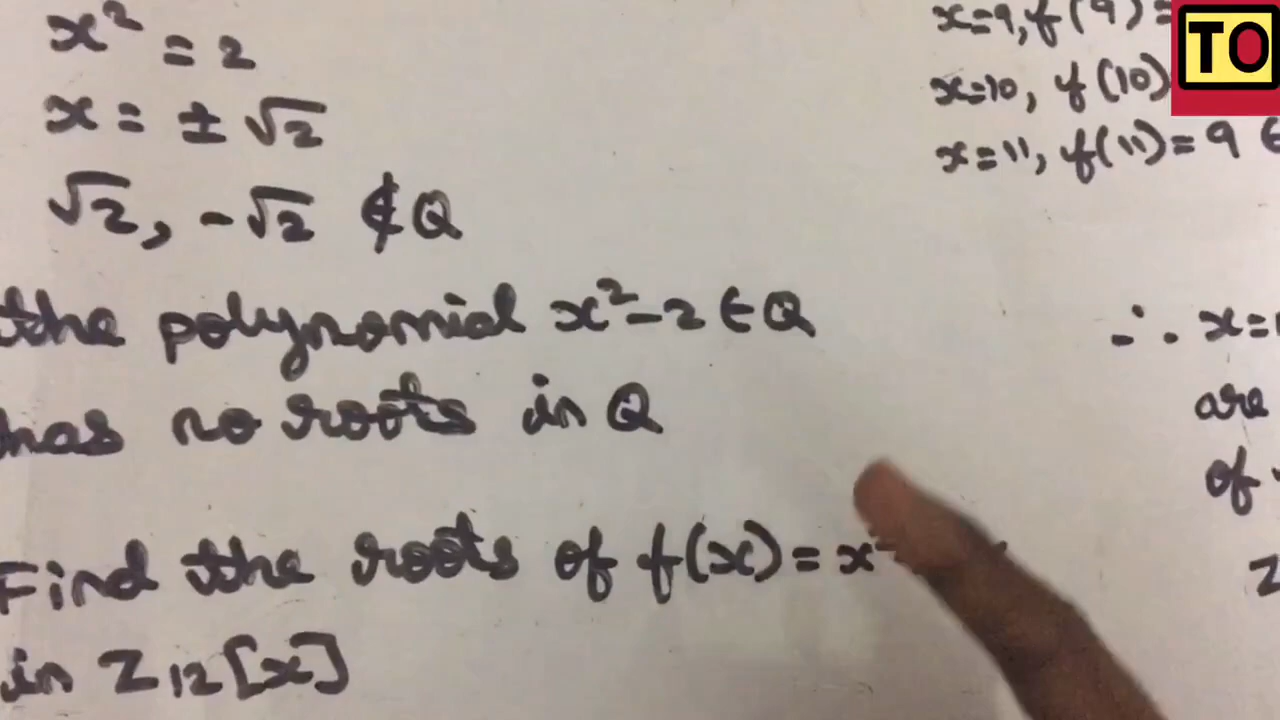 x² = 2
x = ± √2
√2, -√2 ∉ Q
the polynomial x²-2 ∈ Q
has no roots in Q
Find the roots of f(x) = x
in Z₁₂[x]
x=9, f(9) =
x=10, f(10)
x=11, f(11) = 9 ∈
∴ x=
are
of
Z
TO